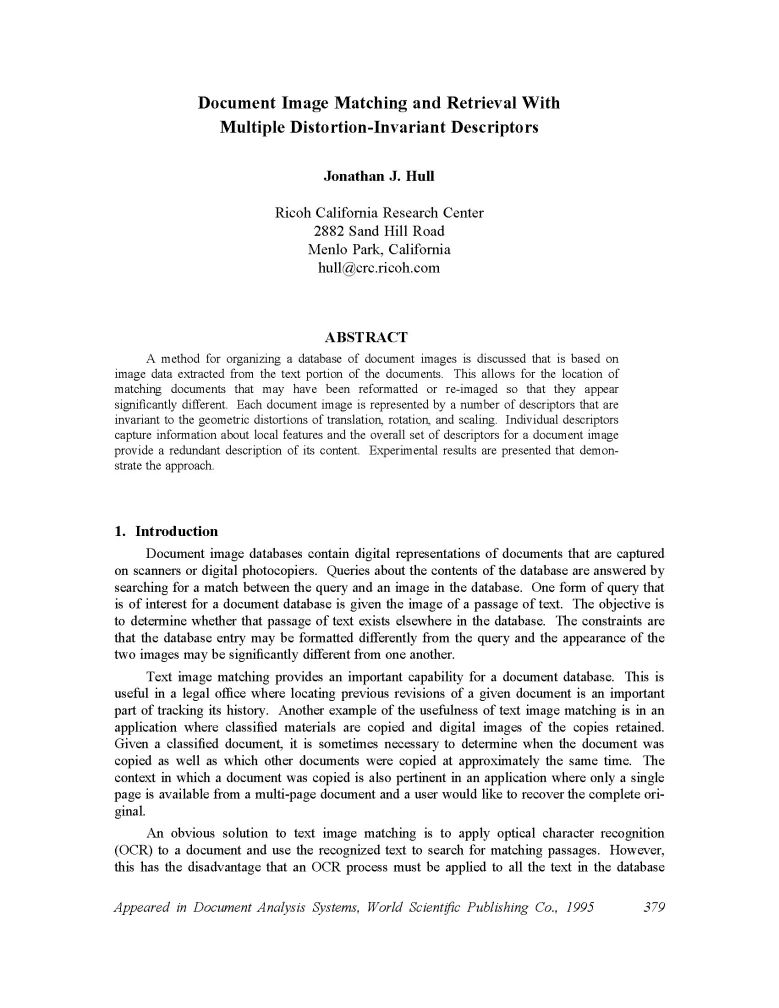 Document Image Matching and Retrieval With
Multiple Distortion-Invariant Descriptors
Jonathan J. Hull
Ricoh California Research Center
2882 Sand Hill Road
Menlo Park, California
hull@crc.ricoh.com
ABSTRACT
A method for organizing a database of document images is discussed that is based on
image data extracted from the text portion of the documents. This allows for the location of
matching documents that may have been reformatted or re-imaged so that they appear
significantly different. Each document image is represented by a number of descriptors that are
invariant to the geometric distortions of translation, rotation, and scaling. Individual descriptors
capture information about local features and the overall set of descriptors for a document image
provide a redundant description of its content. Experimental results are presented that demon-
strate the approach.
1. Introduction
Document image databases contain digital representations of documents that are captured
on scanners or digital photocopiers. Queries about the contents of the database are answered by
searching for a match between the query and an image in the database. One form of query that
is of interest for a document database is given the image of a passage of text. The objective is
to determine whether that passage of text exists elsewhere in the database. The constraints are
that the database entry may be formatted differently from the query and the appearance of the
two images may be significantly different from one another.
Text image matching provides an important capability for a document database. This is
useful in a legal office where locating previous revisions of a given document is an important
part of tracking its history. Another example of the usefulness of text image matching is in an
application where classified materials are copied and digital images of the copies retained.
Given a classified document, it is sometimes necessary to determine when the document was
copied as well as which other documents were copied at approximately the same time. The
context in which a document was copied is also pertinent in an application where only a single
page is available from a multi-page document and a user would like to recover the complete ori-
ginal.
An obvious solution to text image matching is to apply optical character recognition
(OCR) to a document and use the recognized text to search for matching passages. However,
this has the disadvantage that an OCR process must be applied to all the text in the database
Appeared in Document Analysis Systems, World Scientific Publishing Co., 1995 379